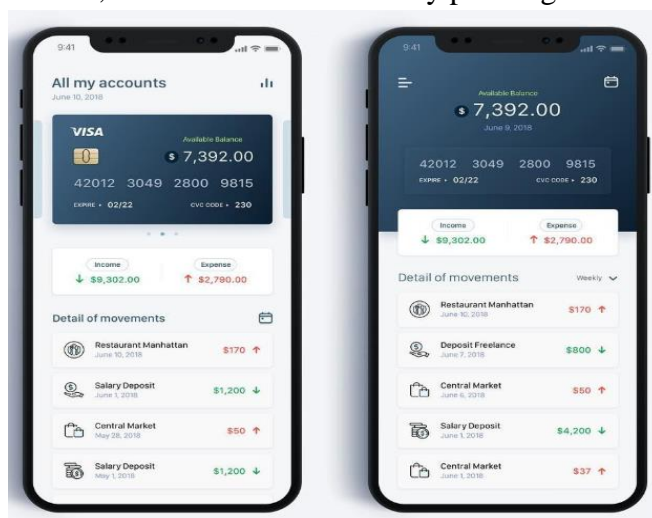 9:41
All my accounts
June 10, 2018
VISA
Available Balance
$ 7,392.00
42012 3049 2800 9815
EXPIRE • 02/22 CVC CODE • 230
Income Expense
↓ $9,302.00 ↑ $2,790.00
Detail of movements
Restaurant Manhattan
June 10, 2018
$170 ↑
Salary Deposit
June 1, 2018
$1,200 ↓
Central Market
May 28, 2018
$50 ↑
Salary Deposit
May 1, 2018
$1,200 ↓
9:41
Available Balance
$ 7,392.00
June 9, 2018
42012 3049 2800 9815
EXPIRE • 02/22 CVC CODE • 230
Income Expense
↓ $9,302.00 ↑ $2,790.00
Detail of movements Weekly
Restaurant Manhattan
June 10, 2018
$170 ↑
Deposit Freelance
June 7, 2018
$800 ↓
Central Market
June 6, 2018
$50 ↑
Salary Deposit
June 1, 2018
$4,200 ↓
Central Market
June 1, 2018
$37 ↑